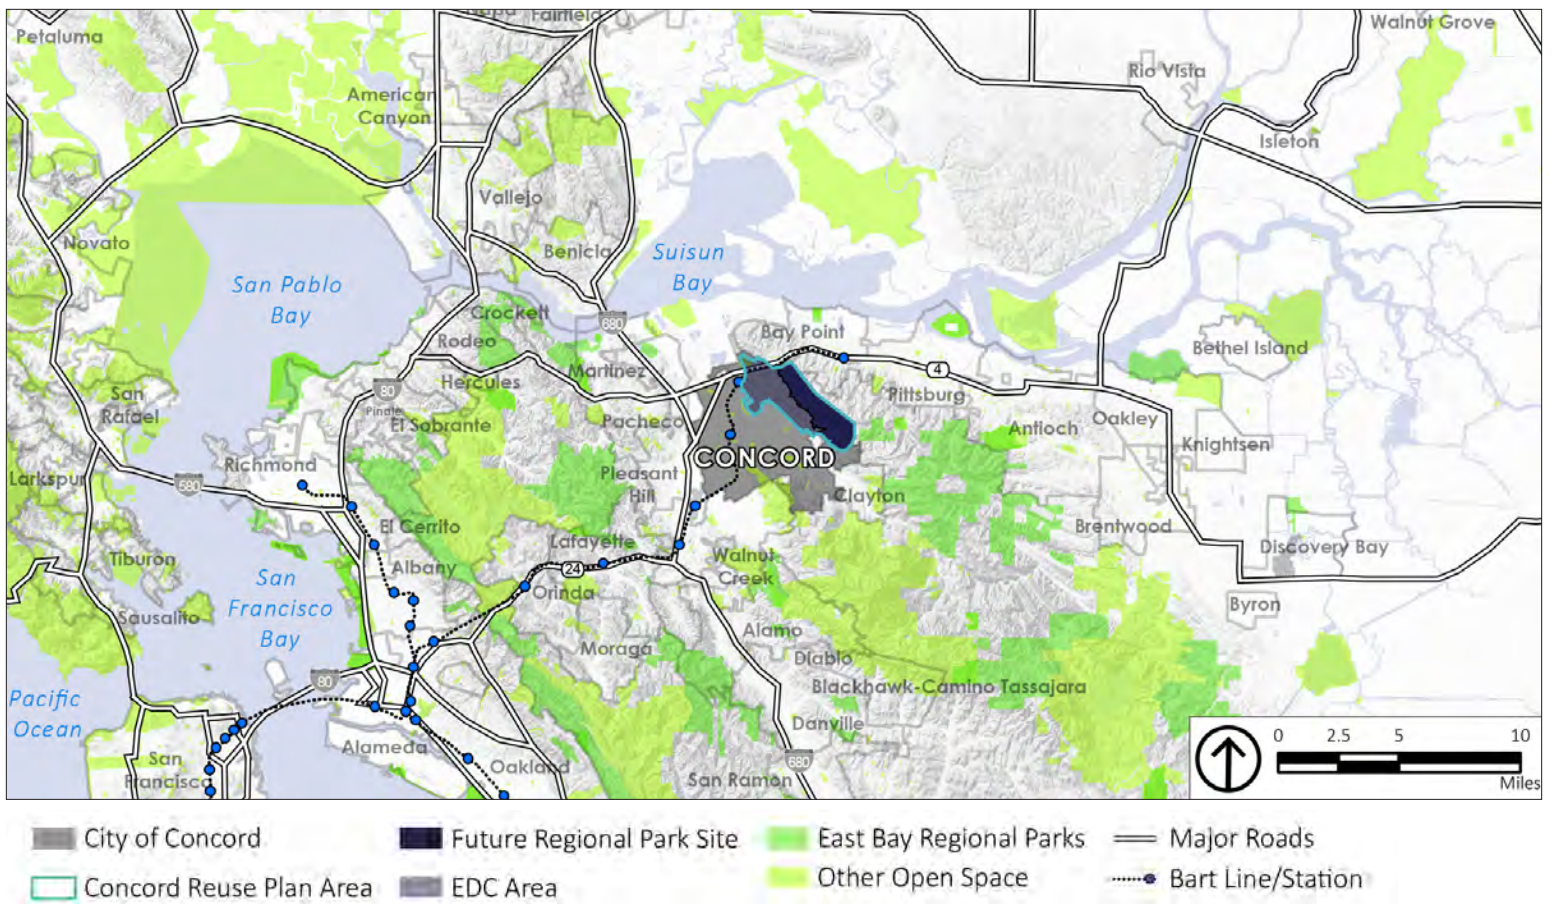 Napa
Fairfield
Petaluma
Walnut Grove
Rio Vista
American
Canyon
Isleton
Vallejo
Novato
Benicia
Suisun
Bay
San Pablo
Bay
Crockett
680
Bay Point
Rodeo
Bethel Island
Martinez
4
Hercules
80
San
Rafael
Pinole
Pittsburg
El Sobrante
Pacheco
Antioch
Oakley
Knightsen
CONCORD
Richmond
Larkspur
580
Pleasant
Hill
Clayton
El Cerrito
Brentwood
Lafayette
Discovery Bay
Tiburon
Albany
24
Walnut
Creek
San
Francisco
Bay
Orinda
Byron
Sausalito
Alamo
Moraga
Diablo
80
Blackhawk-Camino Tassajara
Pacific
Ocean
Danville
Alameda
San
Francisco
Oakland
680
San Ramon
0 2.5 5 10
Miles
City of Concord
Future Regional Park Site
East Bay Regional Parks
Major Roads
Concord Reuse Plan Area
EDC Area
Other Open Space
Bart Line/Station